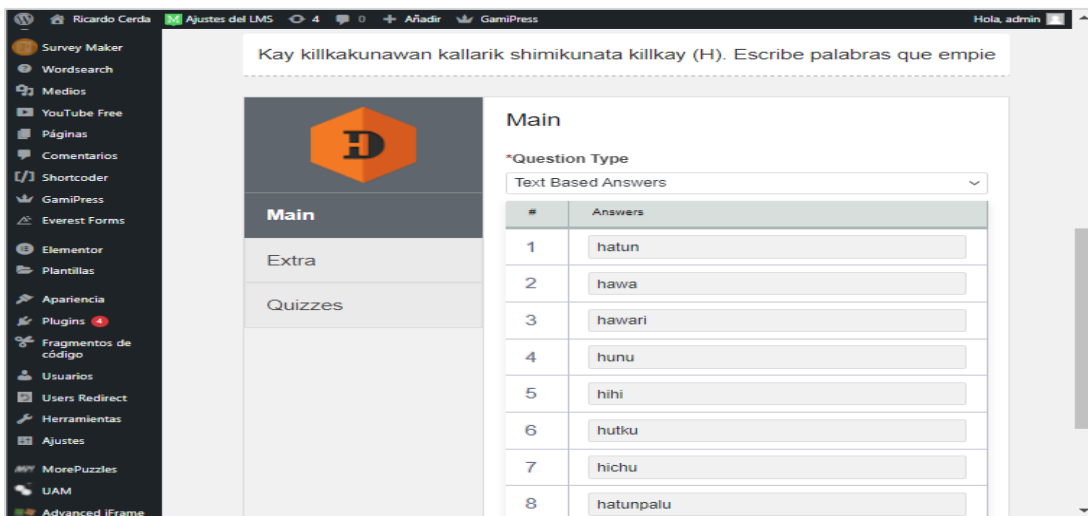 Ricardo Cerda Ajustes del LMS 4 0 Añadir GamiPress Hola, admin
Survey Maker
Wordsearch
Medios
YouTube Free
Páginas
Comentarios
Shortcoder
GamiPress
Everest Forms
Elementor
Plantillas
Apariencia
Plugins 4
Fragmentos de
código
Usuarios
Users Redirect
Herramientas
Ajustes
MorePuzzles
UAM
Advanced iFrame
Kay killkakunawan kallarik shimikunata killkay (H). Escribe palabras que empie
Main
Extra
Quizzes
Main
*Question Type
Text Based Answers
# Answers
1 hatun
2 hawa
3 hawari
4 hunu
5 hihi
6 hutku
7 hichu
8 hatunpalu